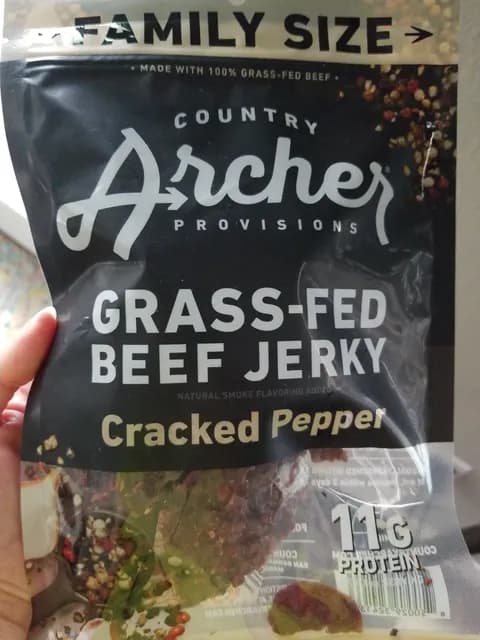 FAMILY SIZE
• MADE WITH 100% GRASS-FED BEEF •
COUNTRY
Archer
PROVISIONS
GRASS-FED
BEEF JERKY
NATURAL SMOKE FLAVORING ADDED
Cracked Pepper
11G
PROTEIN